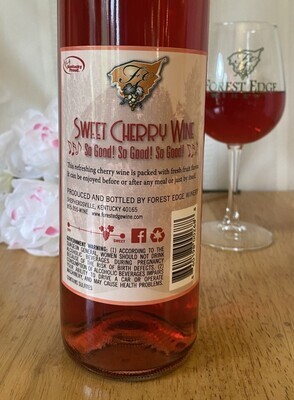 Kentucky Proud
Fe
SWEET CHERRY WINE
So Good! So Good! So Good!
This refreshing cherry wine is packed with fresh fruit flavor.
It can be enjoyed before or after any meal or just by itself.
PRODUCED AND BOTTLED BY FOREST EDGE WINERY
SHEPHERDSVILLE, KENTUCKY 40165
www.forestedgewine.com
SWEET
GOVERNMENT WARNING: (1) ACCORDING TO THE
SURGEON GENERAL, WOMEN SHOULD NOT DRINK
ALCOHOLIC BEVERAGES DURING PREGNANCY
BECAUSE OF THE RISK OF BIRTH DEFECTS. (2)
CONSUMPTION OF ALCOHOLIC BEVERAGES IMPAIRS
YOUR ABILITY TO DRIVE A CAR OR OPERATE
MACHINERY AND MAY CAUSE HEALTH PROBLEMS.
CONTAINS SULFITES
FOREST EDGE